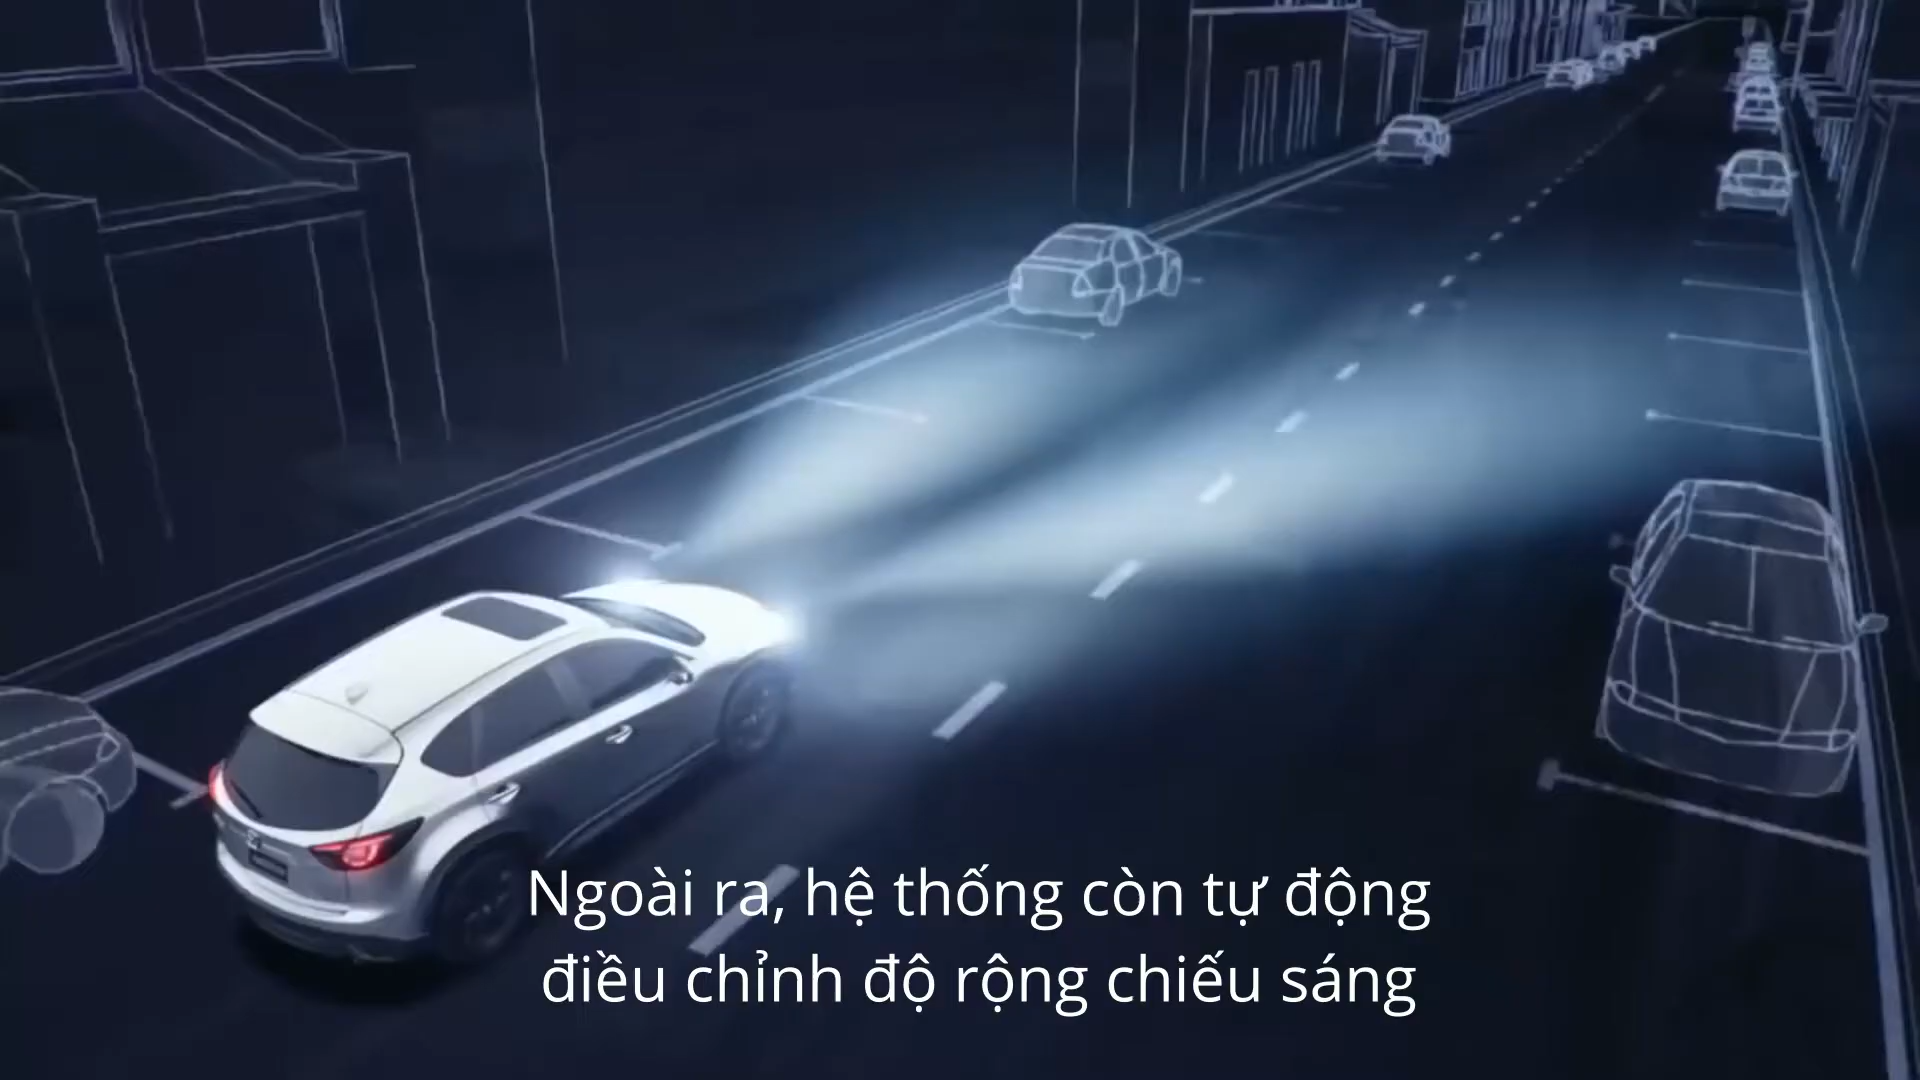 Ngoài ra, hệ thống còn tự động
điều chỉnh độ rộng chiếu sáng